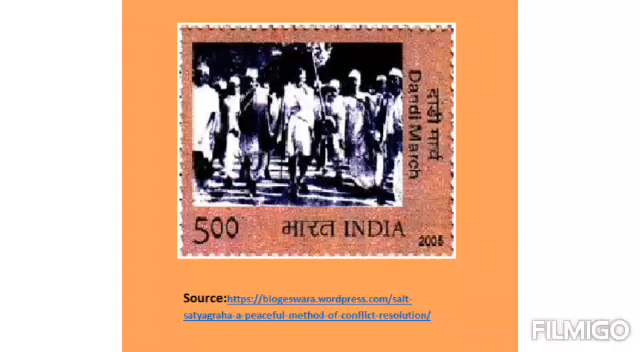 दांडी मार्च
Dandi March
500 भारत INDIA
2005
Source:https://blogeswara.wordpress.com/salt-
satyagraha-a-peaceful-method-of-conflict-resolution/
FILMIGO